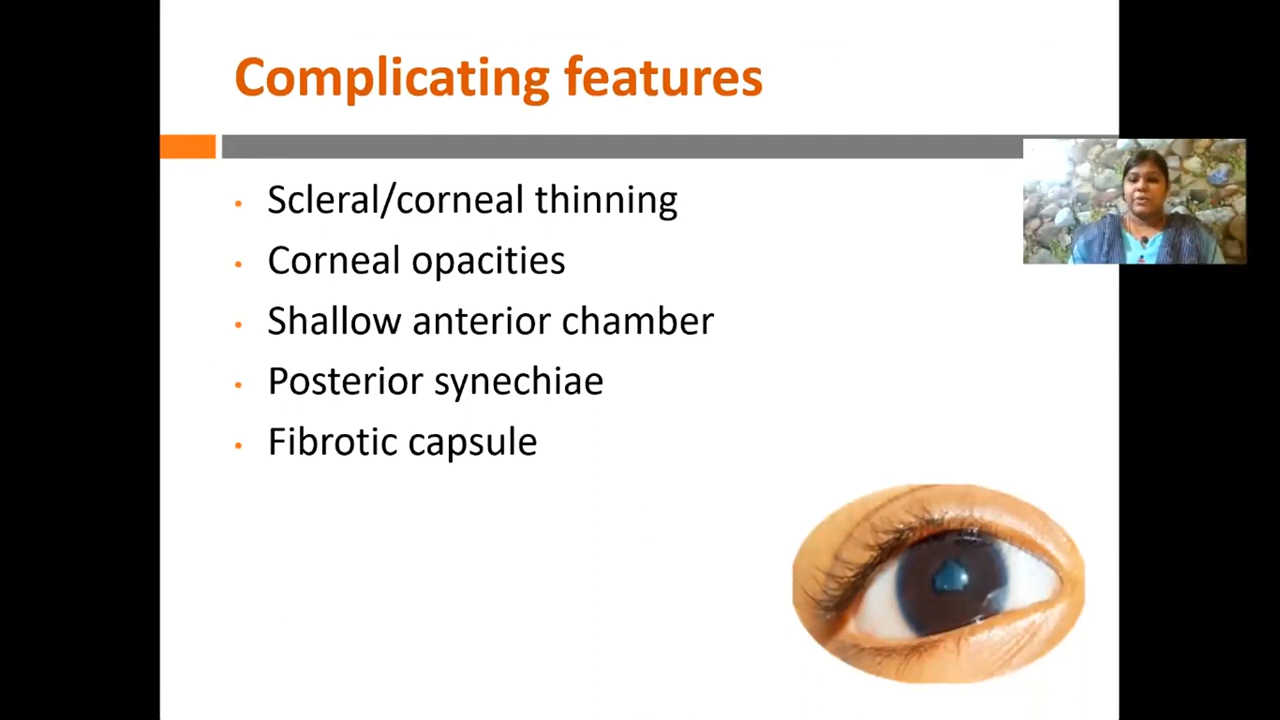 Complicating features
• Scleral/corneal thinning
• Corneal opacities
• Shallow anterior chamber
• Posterior synechiae
• Fibrotic capsule